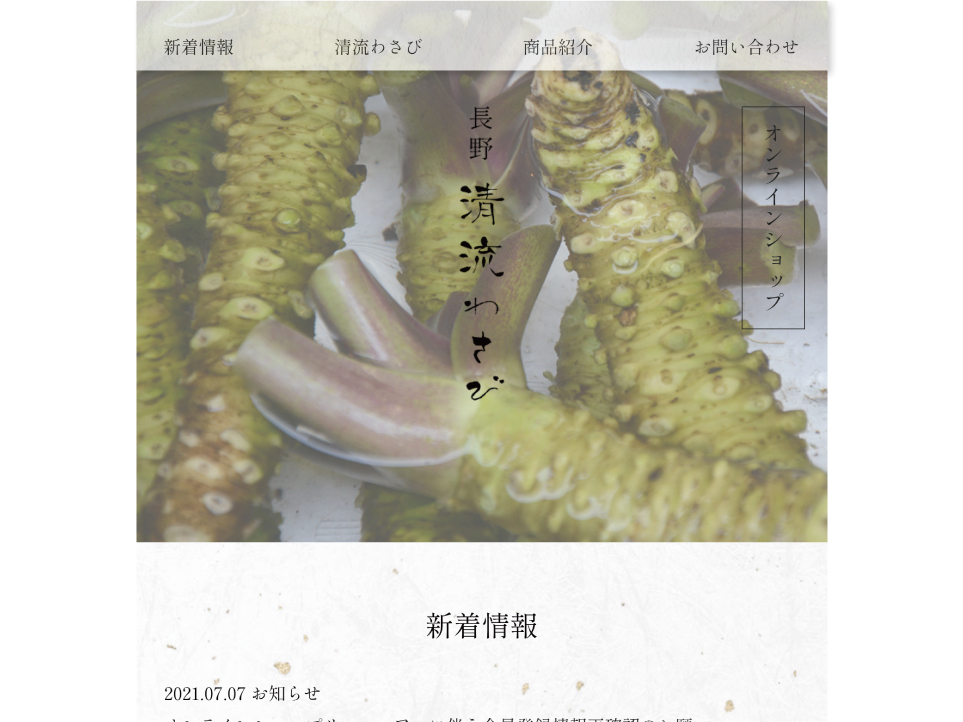 新着情報
清流わさび
商品紹介
お問い合わせ
長野
清流わさび
オンラインショップ
新着情報
2021.07.07 お知らせ